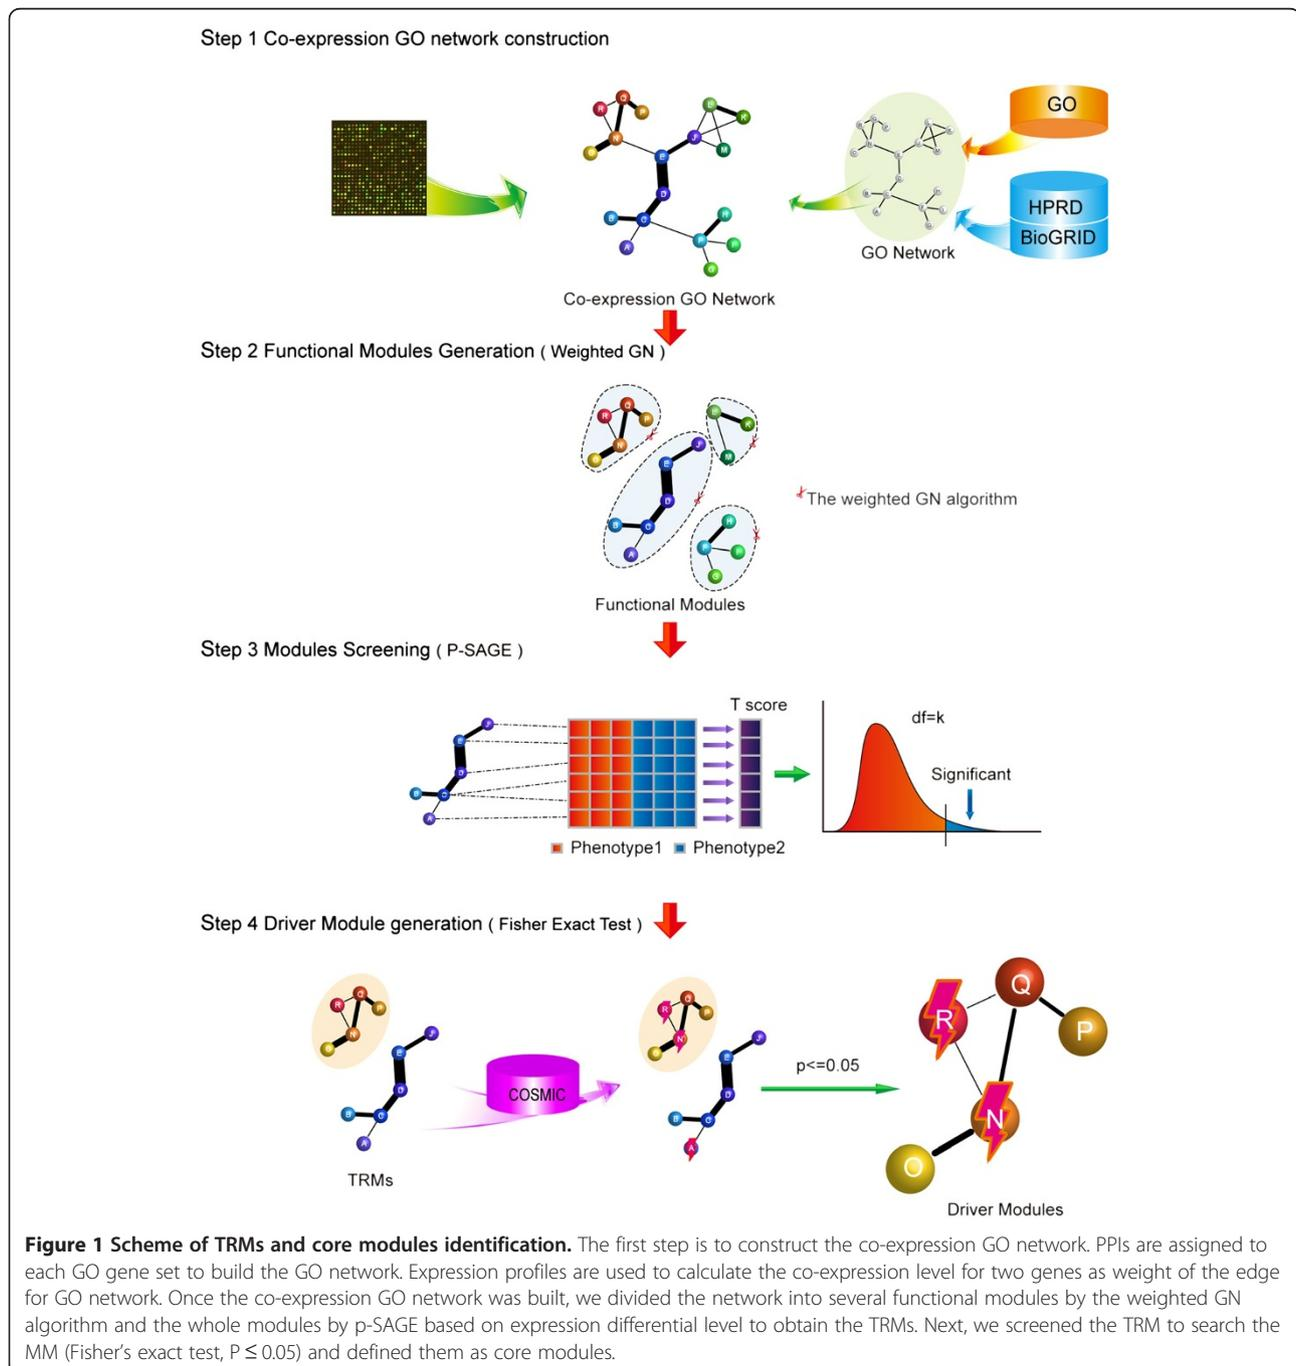 Step 1 Co-expression GO network construction
GO
HPRD
BioGRID
GO Network
Co-expression GO Network
Step 2 Functional Modules Generation ( Weighted GN )
The weighted GN algorithm
Functional Modules
Step 3 Modules Screening ( P-SAGE )
T score
df=k
Significant
Phenotype1 Phenotype2
Step 4 Driver Module generation ( Fisher Exact Test )
COSMIC
p<=0.05
R
Q
P
N
O
TRMs
Driver Modules
Figure 1 Scheme of TRMs and core modules identification. The first step is to construct the co-expression GO network. PPIs are assigned to
each GO gene set to build the GO network. Expression profiles are used to calculate the co-expression level for two genes as weight of the edge
for GO network. Once the co-expression GO network was built, we divided the network into several functional modules by the weighted GN
algorithm and the whole modules by p-SAGE based on expression differential level to obtain the TRMs. Next, we screened the TRM to search the
MM (Fisher's exact test, P ≤ 0.05) and defined them as core modules.